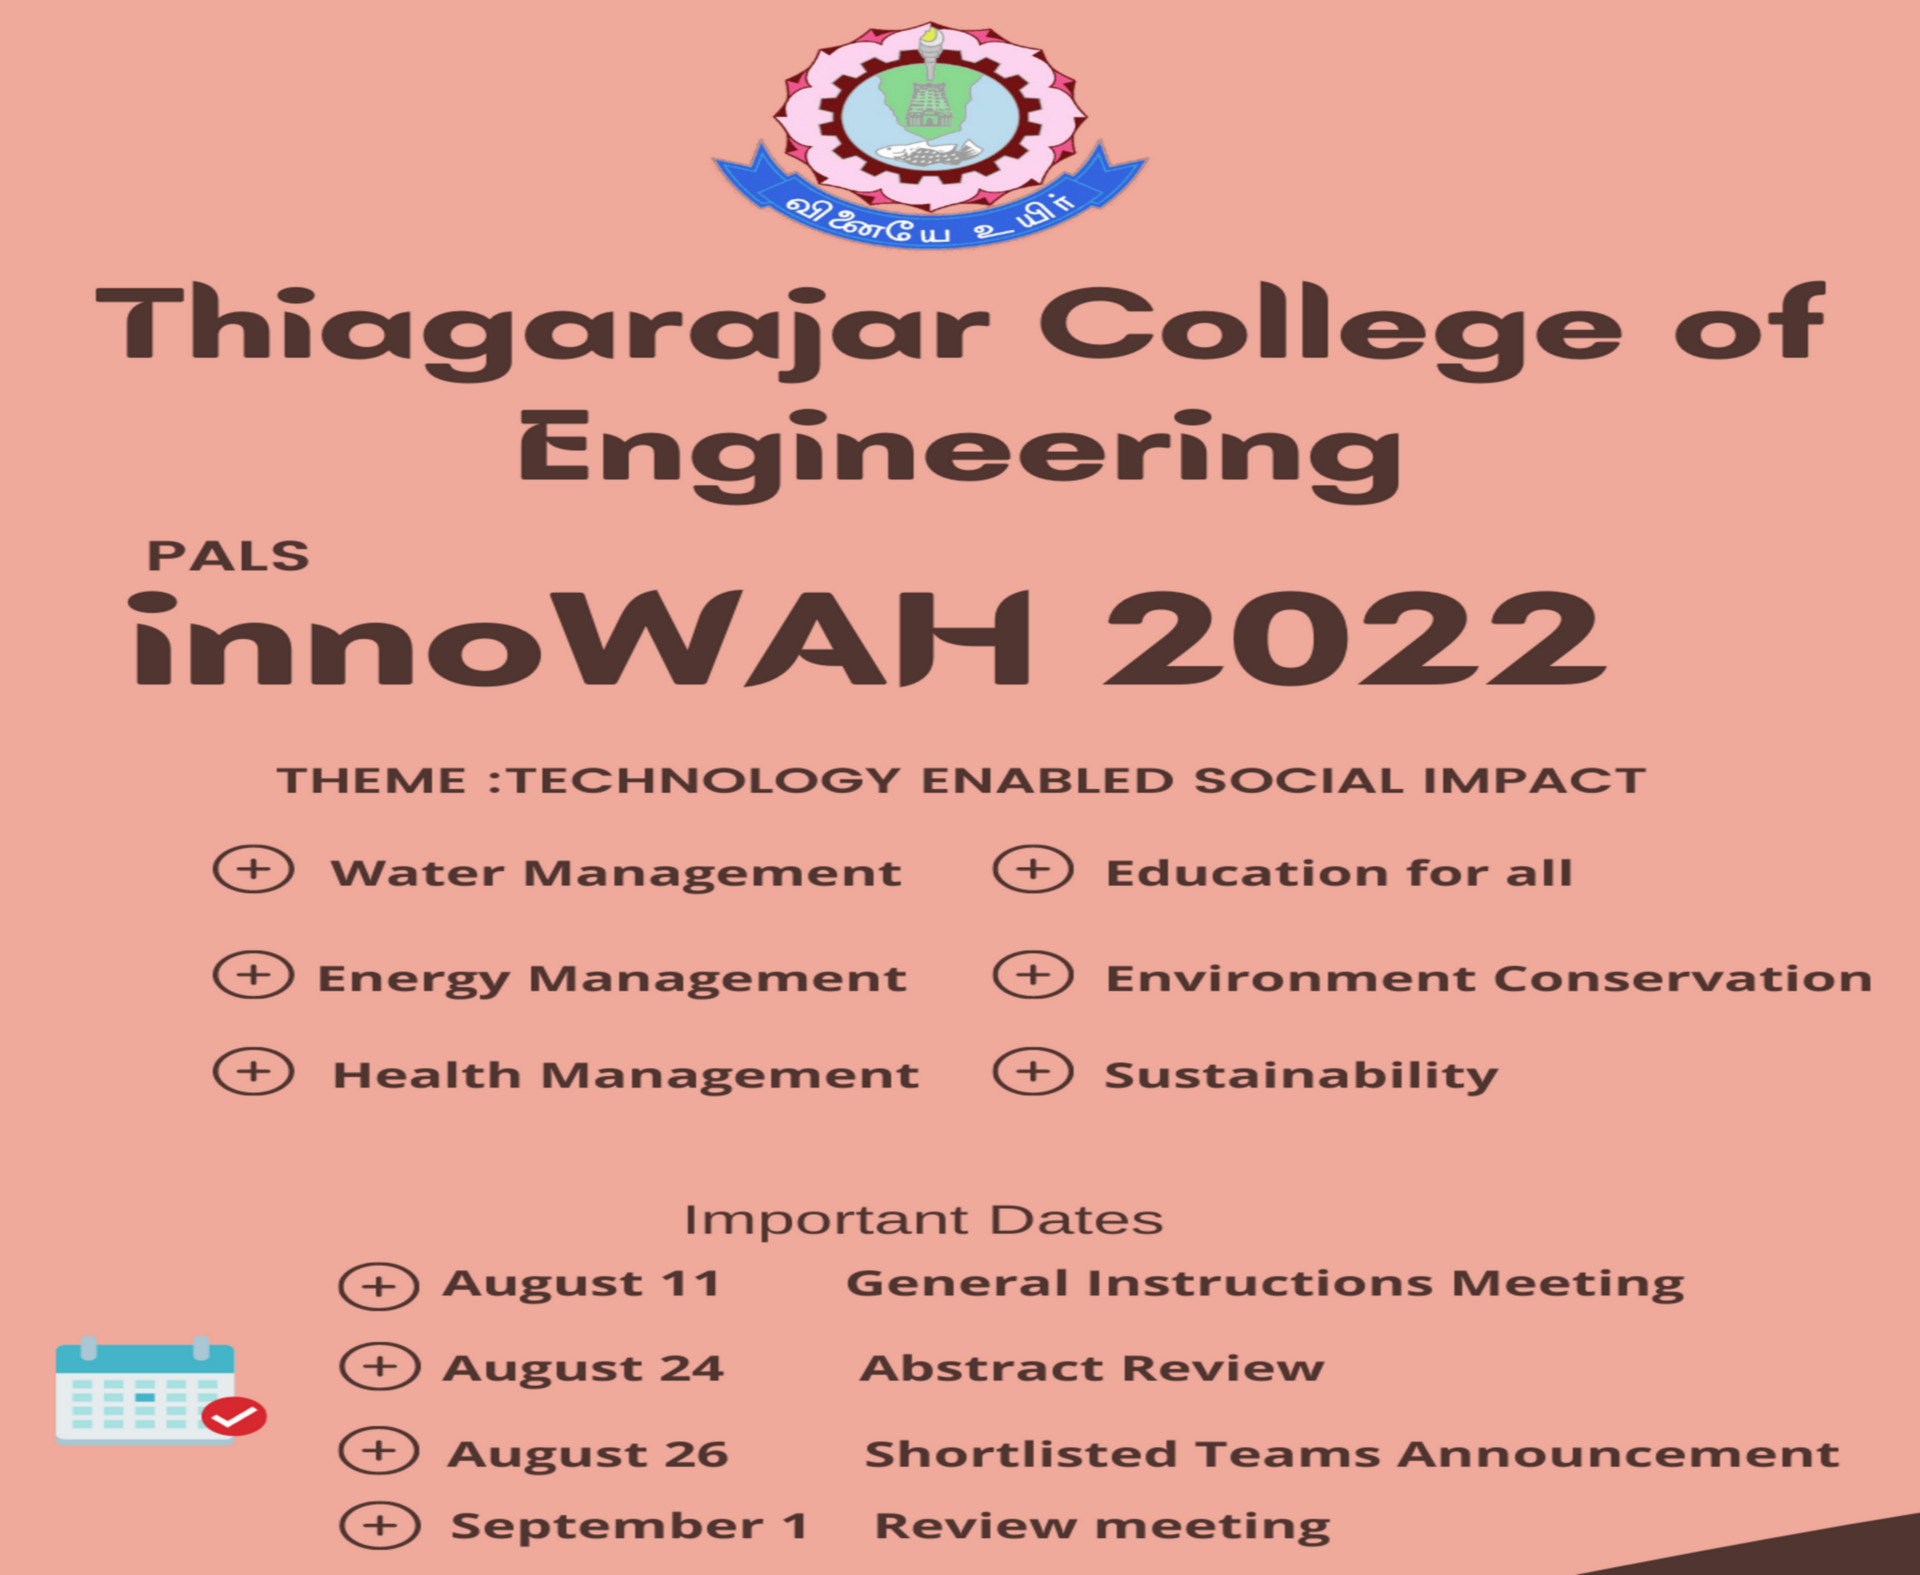 வினையே உயிர்
Thiagarajar College of
Engineering
PALS
innoWAH 2022
THEME :TECHNOLOGY ENABLED SOCIAL IMPACT
Water Management
Education for all
Energy Management
Environment Conservation
Health Management
Sustainability
Important Dates
August 11 General Instructions Meeting
August 24 Abstract Review
August 26 Shortlisted Teams Announcement
September 1 Review meeting